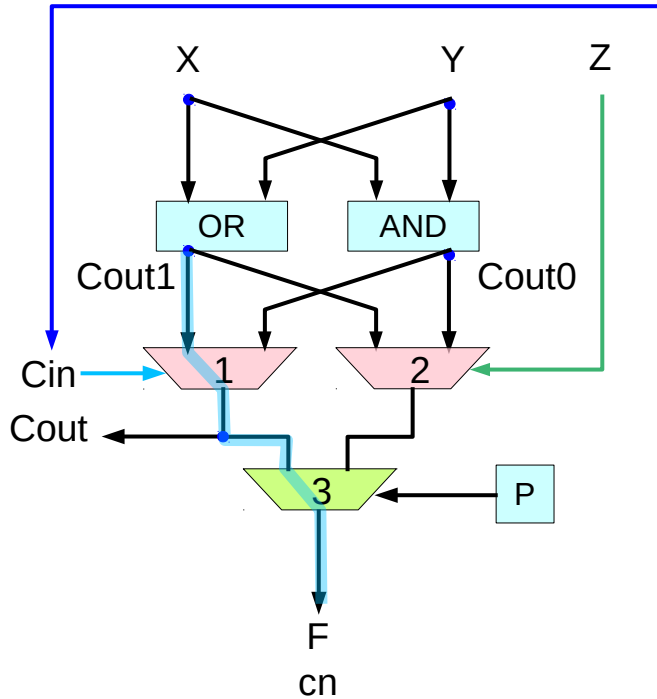 X Y Z
OR AND
Cout1 Cout0
Cin 1 2
Cout
3 P
F
cn